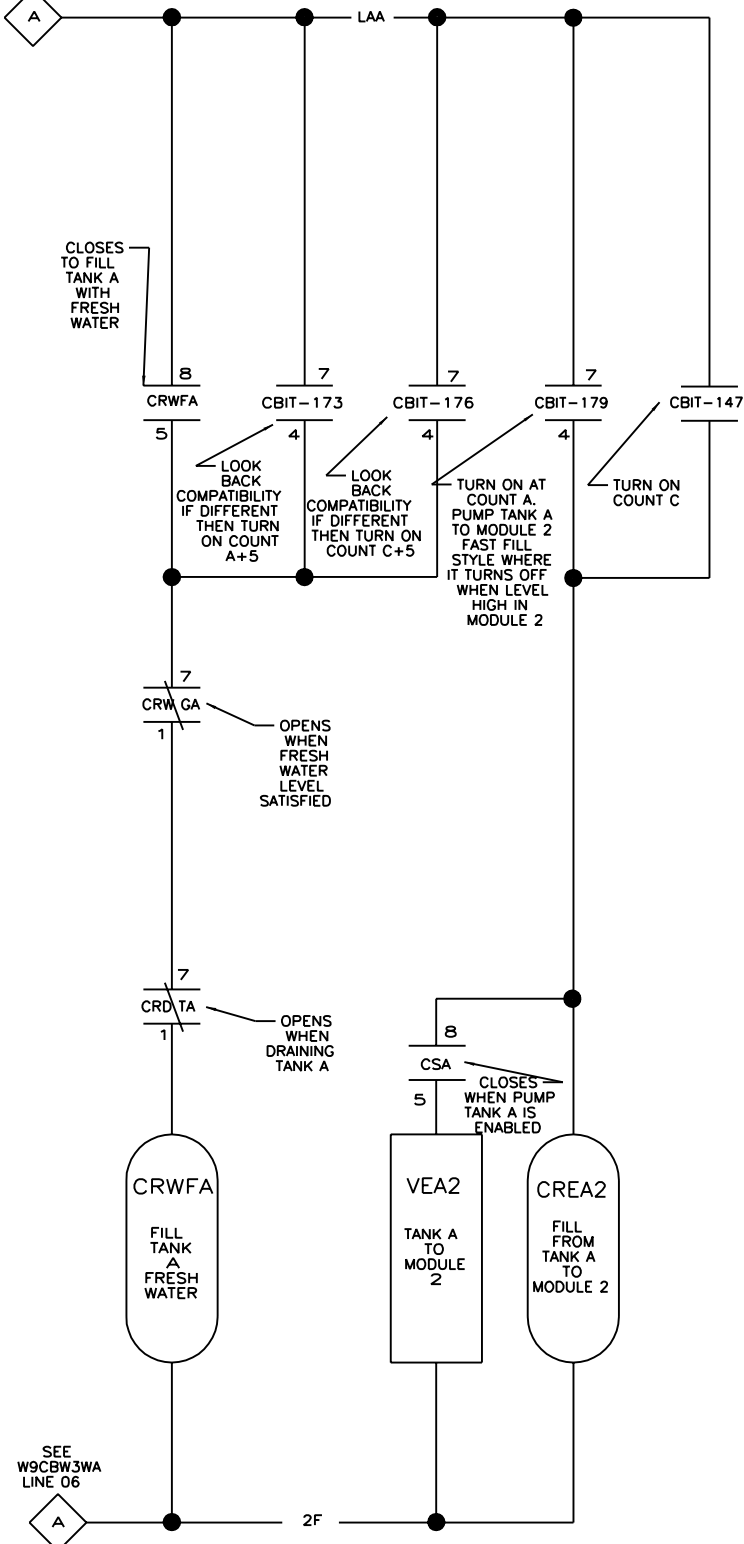 A
LAA
CLOSES
TO FILL
TANK A
WITH
FRESH
WATER
8
CRWFA
5
7
CBIT-173
4
7
CBIT-176
4
7
CBIT-179
4
CBIT-147
LOOK
BACK
COMPATIBILITY
IF DIFFERENT
THEN TURN
ON COUNT
A+5
LOOK
BACK
COMPATIBILITY
IF DIFFERENT
THEN TURN ON
COUNT C+5
TURN ON AT
COUNT A.
PUMP TANK A
TO MODULE 2
FAST FILL
STYLE WHERE
IT TURNS OFF
WHEN LEVEL
HIGH IN
MODULE 2
TURN ON
COUNT C
7
CRW GA
1
OPENS
WHEN
FRESH
WATER
LEVEL
SATISFIED
7
CRD TA
1
OPENS
WHEN
DRAINING
TANK A
8
CSA
5
CLOSES
WHEN PUMP
TANK A IS
ENABLED
CRWFA
FILL
TANK
A
FRESH
WATER
VEA2
TANK A
TO
MODULE
2
CREA2
FILL
FROM
TANK A
TO
MODULE 2
SEE
W9CBW3WA
LINE 06
A
2F